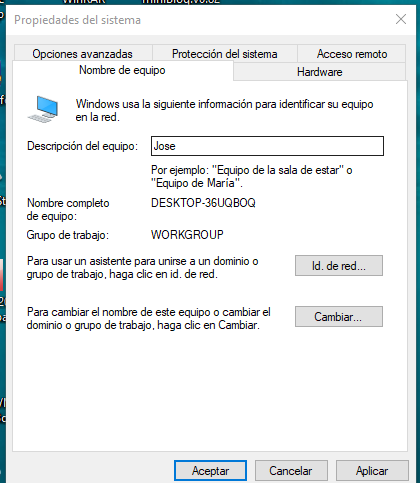 WinRAR
Propiedades del sistema
Opciones avanzadas Protección del sistema Acceso remoto
Nombre de equipo Hardware
Windows usa la siguiente información para identificar su equipo
en la red.
Descripción del equipo: Jose
Por ejemplo: "Equipo de la sala de estar" o
"Equipo de María".
Nombre completo
de equipo:
DESKTOP-36UQBOQ
Grupo de trabajo: WORKGROUP
Para usar un asistente para unirse a un dominio o
grupo de trabajo, haga clic en id. de red.
Id. de red...
Para cambiar el nombre de este equipo o cambiar el
dominio o grupo de trabajo, haga clic en Cambiar.
Cambiar...
Aceptar Cancelar Aplicar